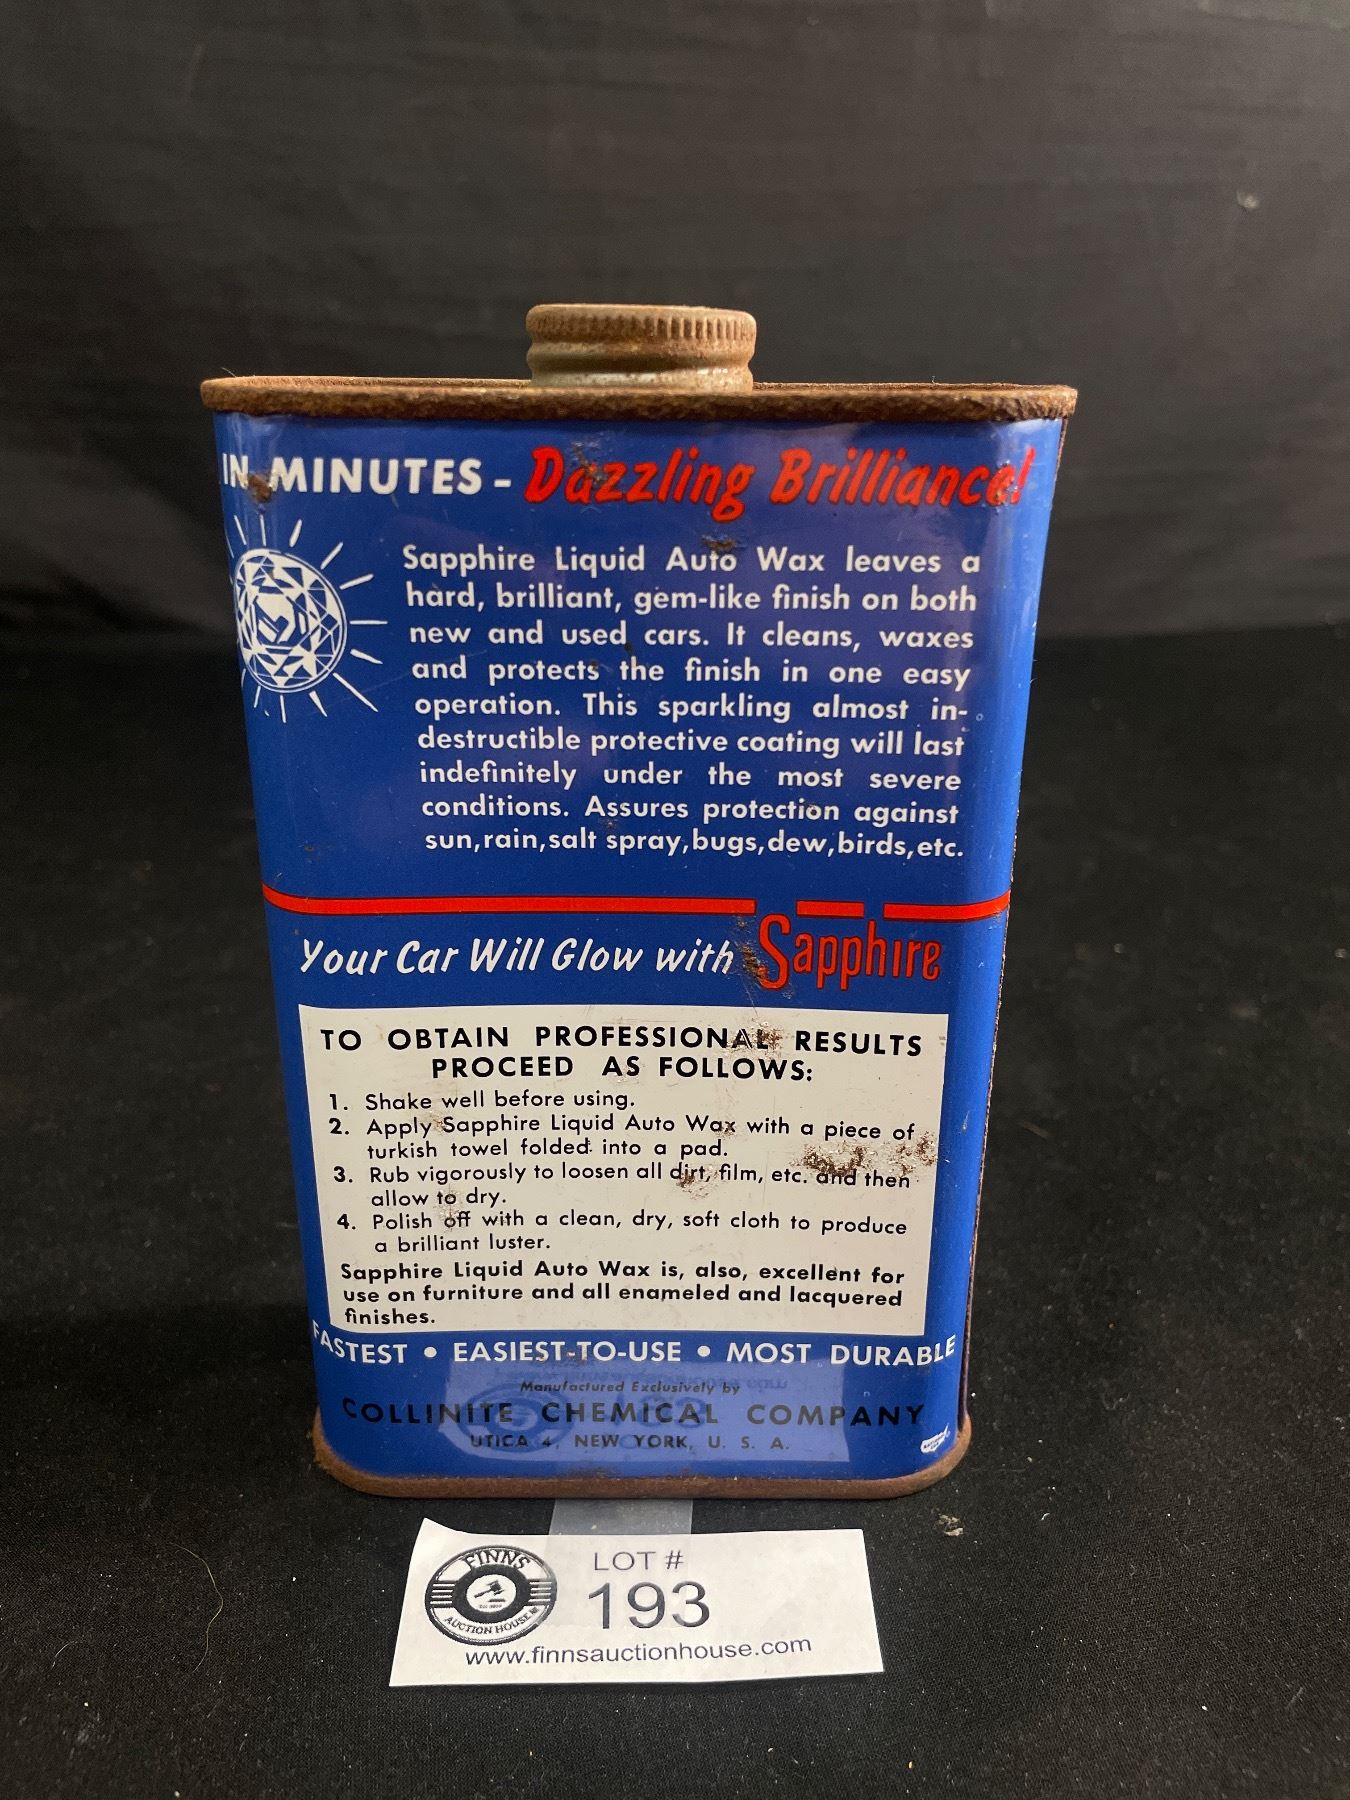 IN MINUTES - Dazzling Brilliance!
Sapphire Liquid Auto Wax leaves a
hard, brilliant, gem-like finish on both
new and used cars. It cleans, waxes
and protects the finish in one easy
operation. This sparkling almost in-
destructible protective coating will last
indefinitely under the most severe
conditions. Assures protection against
sun, rain, salt spray, bugs, dew, birds, etc.
Your Car Will Glow with Sapphire
TO OBTAIN PROFESSIONAL RESULTS
PROCEED AS FOLLOWS:
1. Shake well before using.
2. Apply Sapphire Liquid Auto Wax with a piece of
turkish towel folded into a pad.
3. Rub vigorously to loosen all dirt, film, etc. and then
allow to dry.
4. Polish off with a clean, dry, soft cloth to produce
a brilliant luster.
Sapphire Liquid Auto Wax is, also, excellent for
use on furniture and all enameled and lacquered
finishes.
FASTEST • EASIEST-TO-USE • MOST DURABLE
Manufactured Exclusively by
COLLINITE CHEMICAL COMPANY
UTICA 4, NEW YORK, U. S. A.
FINNS
AUCTION HOUSE
LOT #
193
www.finnsauctionhouse.com